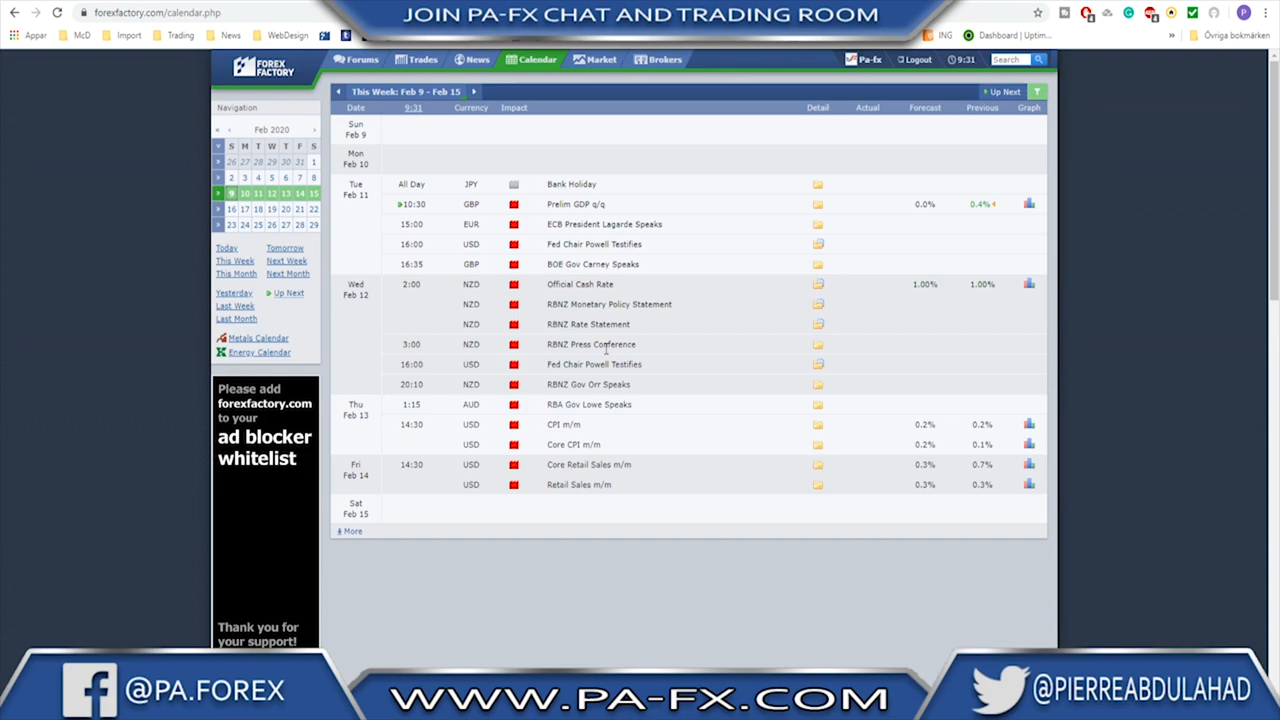 forexfactory.com/calendar.php
JOIN PA-FX CHAT AND TRADING ROOM
P
Appar McD Import Trading News WebDesign
ING Dashboard | Uptim... » Övriga bokmärken
FOREX FACTORY
Forums Trades News Calendar Market Brokers
Pa-fx Logout 9:31 Search
Navigation
This Week: Feb 9 - Feb 15
Up Next
Date 9:31 Currency Impact Detail Actual Forecast Previous Graph
Feb 2020
S M T W T F S
26 27 28 29 30 31 1
2 3 4 5 6 7 8
9 10 11 12 13 14 15
16 17 18 19 20 21 22
23 24 25 26 27 28 29
Today Tomorrow
This Week Next Week
This Month Next Month
Yesterday Up Next
Last Week
Last Month
Metals Calendar
Energy Calendar
Please add
forexfactory.com
to your
ad blocker
whitelist
Thank you for
your support!
Sun
Feb 9
Mon
Feb 10
Tue
Feb 11
All Day JPY Bank Holiday
10:30 GBP Prelim GDP q/q 0.0% 0.4%
15:00 EUR ECB President Lagarde Speaks
16:00 USD Fed Chair Powell Testifies
16:35 GBP BOE Gov Carney Speaks
Wed
Feb 12
2:00 NZD Official Cash Rate 1.00% 1.00%
NZD RBNZ Monetary Policy Statement
NZD RBNZ Rate Statement
3:00 NZD RBNZ Press Conference
16:00 USD Fed Chair Powell Testifies
20:10 NZD RBNZ Gov Orr Speaks
Thu
Feb 13
1:15 AUD RBA Gov Lowe Speaks
14:30 USD CPI m/m 0.2% 0.2%
USD Core CPI m/m 0.2% 0.1%
Fri
Feb 14
14:30 USD Core Retail Sales m/m 0.3% 0.7%
USD Retail Sales m/m 0.3% 0.3%
Sat
Feb 15
More
@PA.FOREX
WWW.PA-FX.COM
@PIERREABDULAHAD